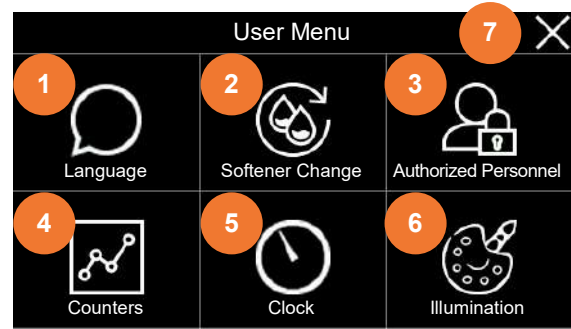 User Menu
7
1
2
3
Language
Softener Change
Authorized Personnel
4
5
6
Counters
Clock
Illumination